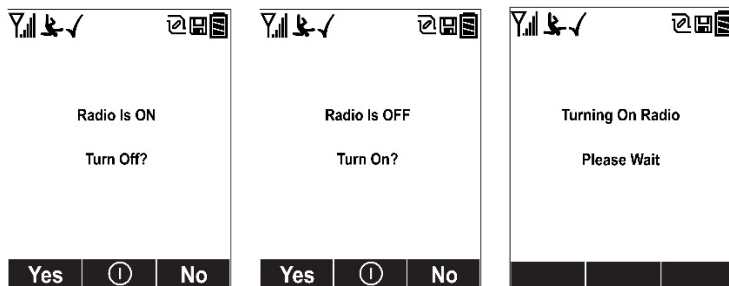 Radio Is ON
Turn Off?
Yes No
Radio Is OFF
Turn On?
Yes No
Turning On Radio
Please Wait